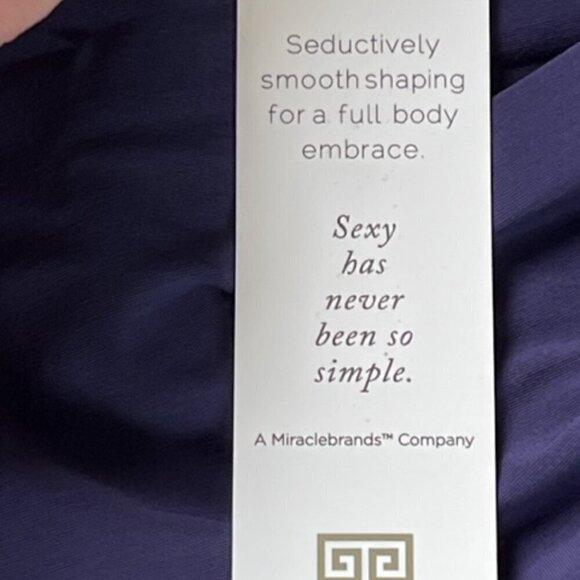 Seductively
smooth shaping
for a full body
embrace.
Sexy
has
never
been so
simple.
A Miraclebrands™ Company